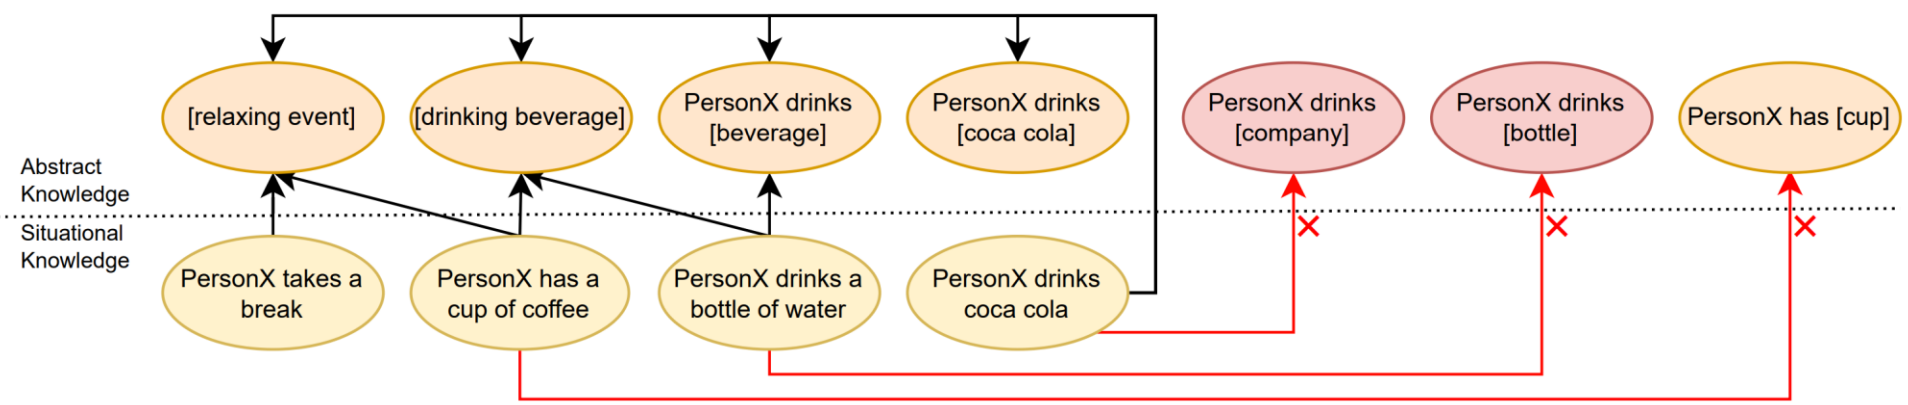 [relaxing event]
[drinking beverage]
PersonX drinks
[beverage]
PersonX drinks
[coca cola]
PersonX drinks
[company]
PersonX drinks
[bottle]
PersonX has [cup]
Abstract
Knowledge
Situational
Knowledge
PersonX takes a
break
PersonX has a
cup of coffee
PersonX drinks a
bottle of water
PersonX drinks
coca cola